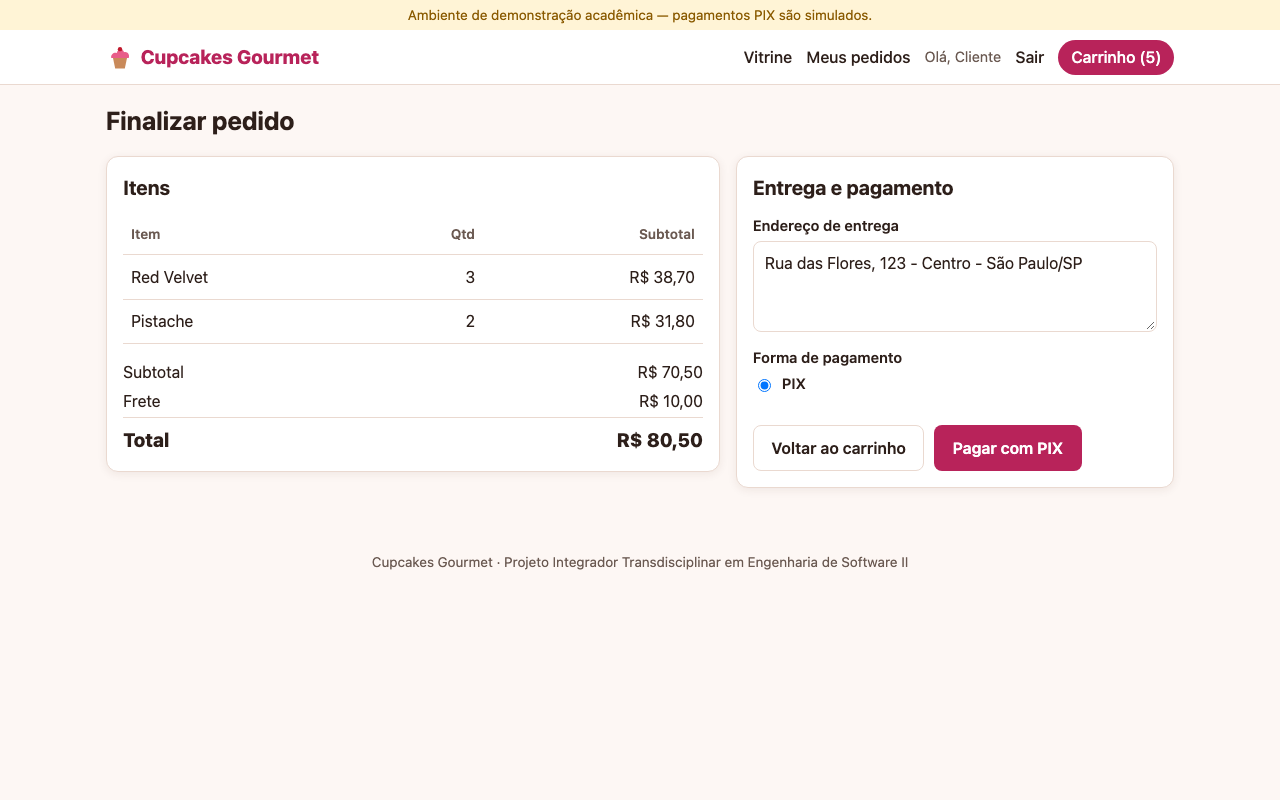 Ambiente de demonstração acadêmica — pagamentos PIX são simulados.
Cupcakes Gourmet
Vitrine Meus pedidos Olá, Cliente Sair Carrinho (5)
Finalizar pedido
Itens
Item Qtd Subtotal
Red Velvet 3 R$ 38,70
Pistache 2 R$ 31,80
Subtotal R$ 70,50
Frete R$ 10,00
Total R$ 80,50
Entrega e pagamento
Endereço de entrega
Rua das Flores, 123 - Centro - São Paulo/SP
Forma de pagamento
PIX
Voltar ao carrinho Pagar com PIX
Cupcakes Gourmet · Projeto Integrador Transdisciplinar em Engenharia de Software II